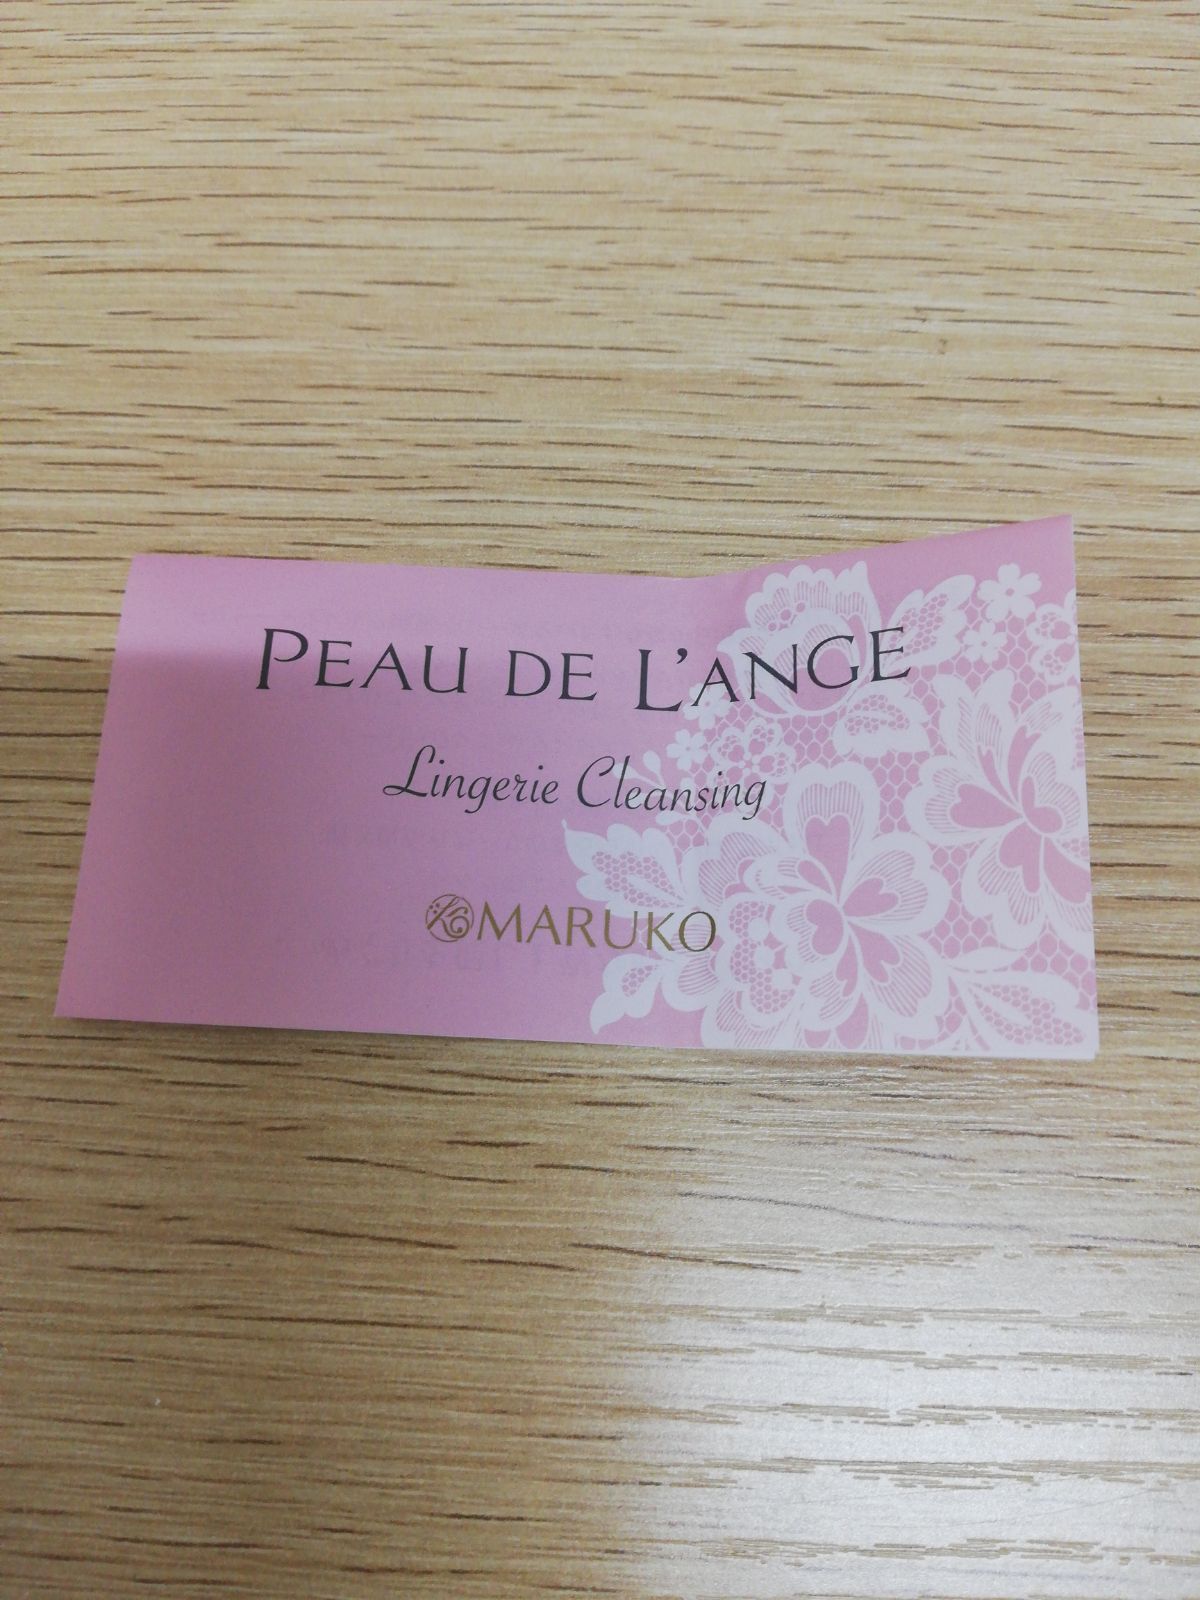 PEAU DE L'ANGE
Lingerie Cleansing
MARUKO